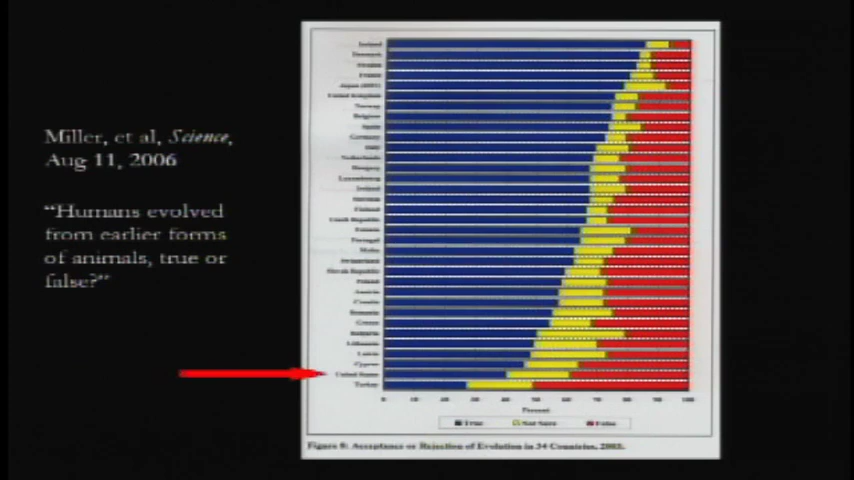 Miller, et al, Science,
Aug 11, 2006
“Humans evolved
from earlier forms
of animals, true or
false?”
Iceland
Denmark
Sweden
France
Japan (2001)
United Kingdom
Norway
Belgium
Spain
Germany
Italy
Netherlands
Hungary
Luxembourg
Ireland
Slovenia
Finland
Czech Republic
Estonia
Portugal
Malta
Switzerland
Slovak Republic
Poland
Austria
Croatia
Romania
Greece
Bulgaria
Lithuania
Latvia
Cyprus
United States
Turkey
0 10 20 30 40 50 60 70 80 90 100
Percent
True Not Sure False
Figure 8: Acceptance or Rejection of Evolution in 34 Countries, 2005.